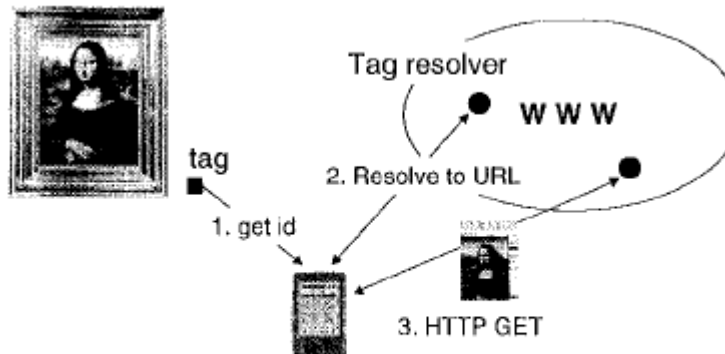 Tag resolver
W W W
tag
2. Resolve to URL
1. get id
3. HTTP GET